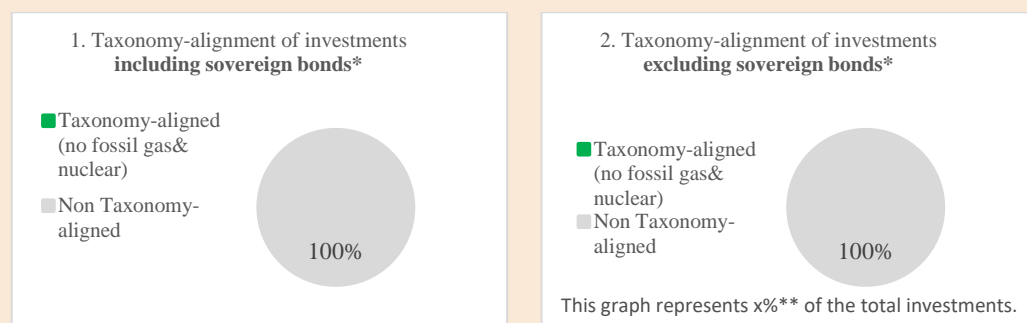 1. Taxonomy-alignment of investments
including sovereign bonds*
Taxonomy-aligned
(no fossil gas&
nuclear)
Non Taxonomy-
aligned
100%
2. Taxonomy-alignment of investments
excluding sovereign bonds*
Taxonomy-aligned
(no fossil gas&
nuclear)
Non Taxonomy-
aligned
100%
This graph represents x%** of the total investments.